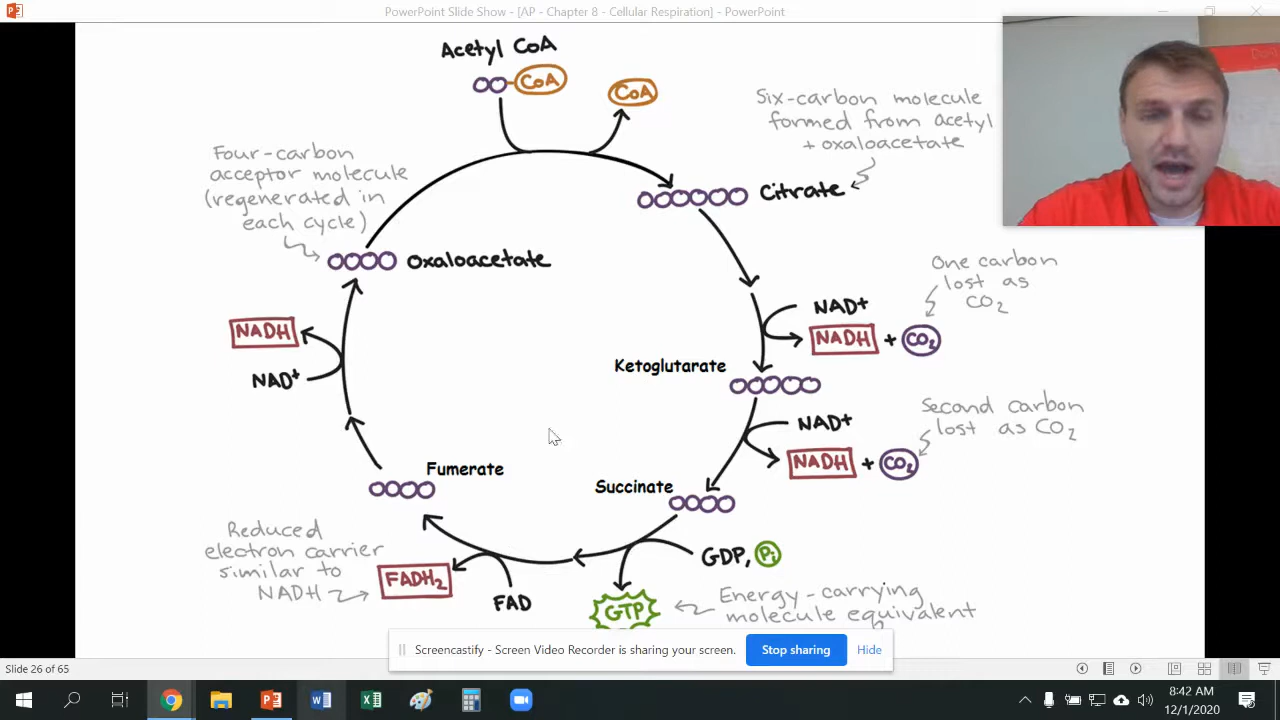 PowerPoint Slide Show - [AP - Chapter 8 - Cellular Respiration] - PowerPoint
Acetyl CoA
CoA
CoA
Six-carbon molecule
formed from acetyl
+ oxaloacetate
Citrate
Four-carbon
acceptor molecule
(regenerated in
each cycle)
Oxaloacetate
One carbon
lost as
CO2
NAD+
NADH + CO2
Ketoglutarate
NADH
NAD+
Second carbon
lost as CO2
NAD+
NADH + CO2
Fumerate
Succinate
Reduced
electron carrier
similar to
NADH
FADH2
FAD
GDP, Pi
GTP
Energy-carrying
molecule equivalent
Screencastify - Screen Video Recorder is sharing your screen.
Stop sharing
Hide
Slide 26 of 65
8:42 AM
12/1/2020